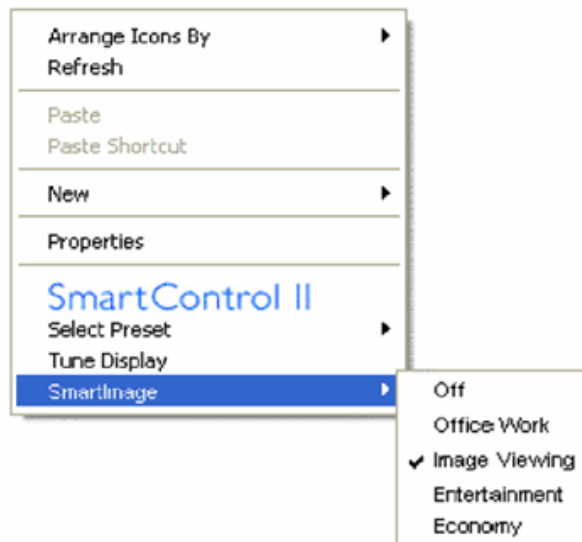 Arrange Icons By
Refresh
Paste
Paste Shortcut
New
Properties
SmartControl II
Select Preset
Tune Display
SmartImage
Off
Office Work
Image Viewing
Entertainment
Economy